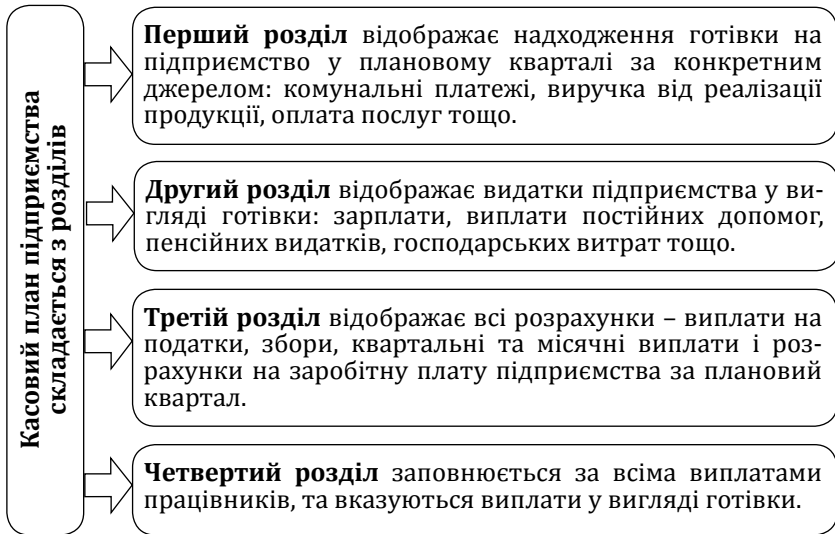 Касовий план підприємства
складається з розділів
Перший розділ відображає надходження готівки на
підприємство у плановому кварталі за конкретним
джерелом: комунальні платежі, виручка від реалізації
продукції, оплата послуг тощо.
Другий розділ відображає видатки підприємства у ви-
гляді готівки: зарплати, виплати постійних допомог,
пенсійних видатків, господарських витрат тощо.
Третій розділ відображає всі розрахунки – виплати на
податки, збори, квартальні та місячні виплати і роз-
рахунки на заробітну плату підприємства за плановий
квартал.
Четвертий розділ заповнюється за всіма виплатами
працівників, та вказуються виплати у вигляді готівки.